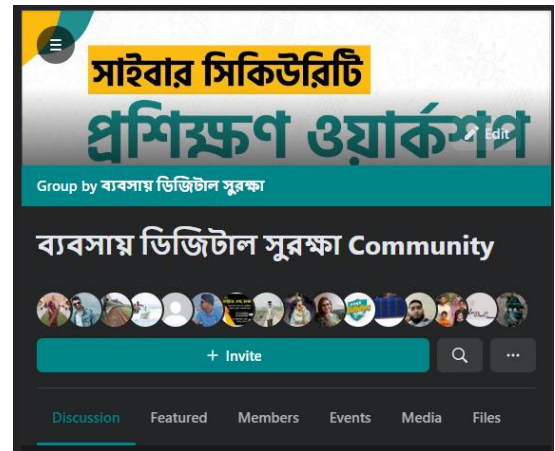 সাইবার সিকিউরিটি
প্রশিক্ষণ ওয়ার্কশপ
Edit
Group by ব্যবসায় ডিজিটাল সুরক্ষা
ব্যবসায় ডিজিটাল সুরক্ষা Community
+ Invite
Discussion Featured Members Events Media Files